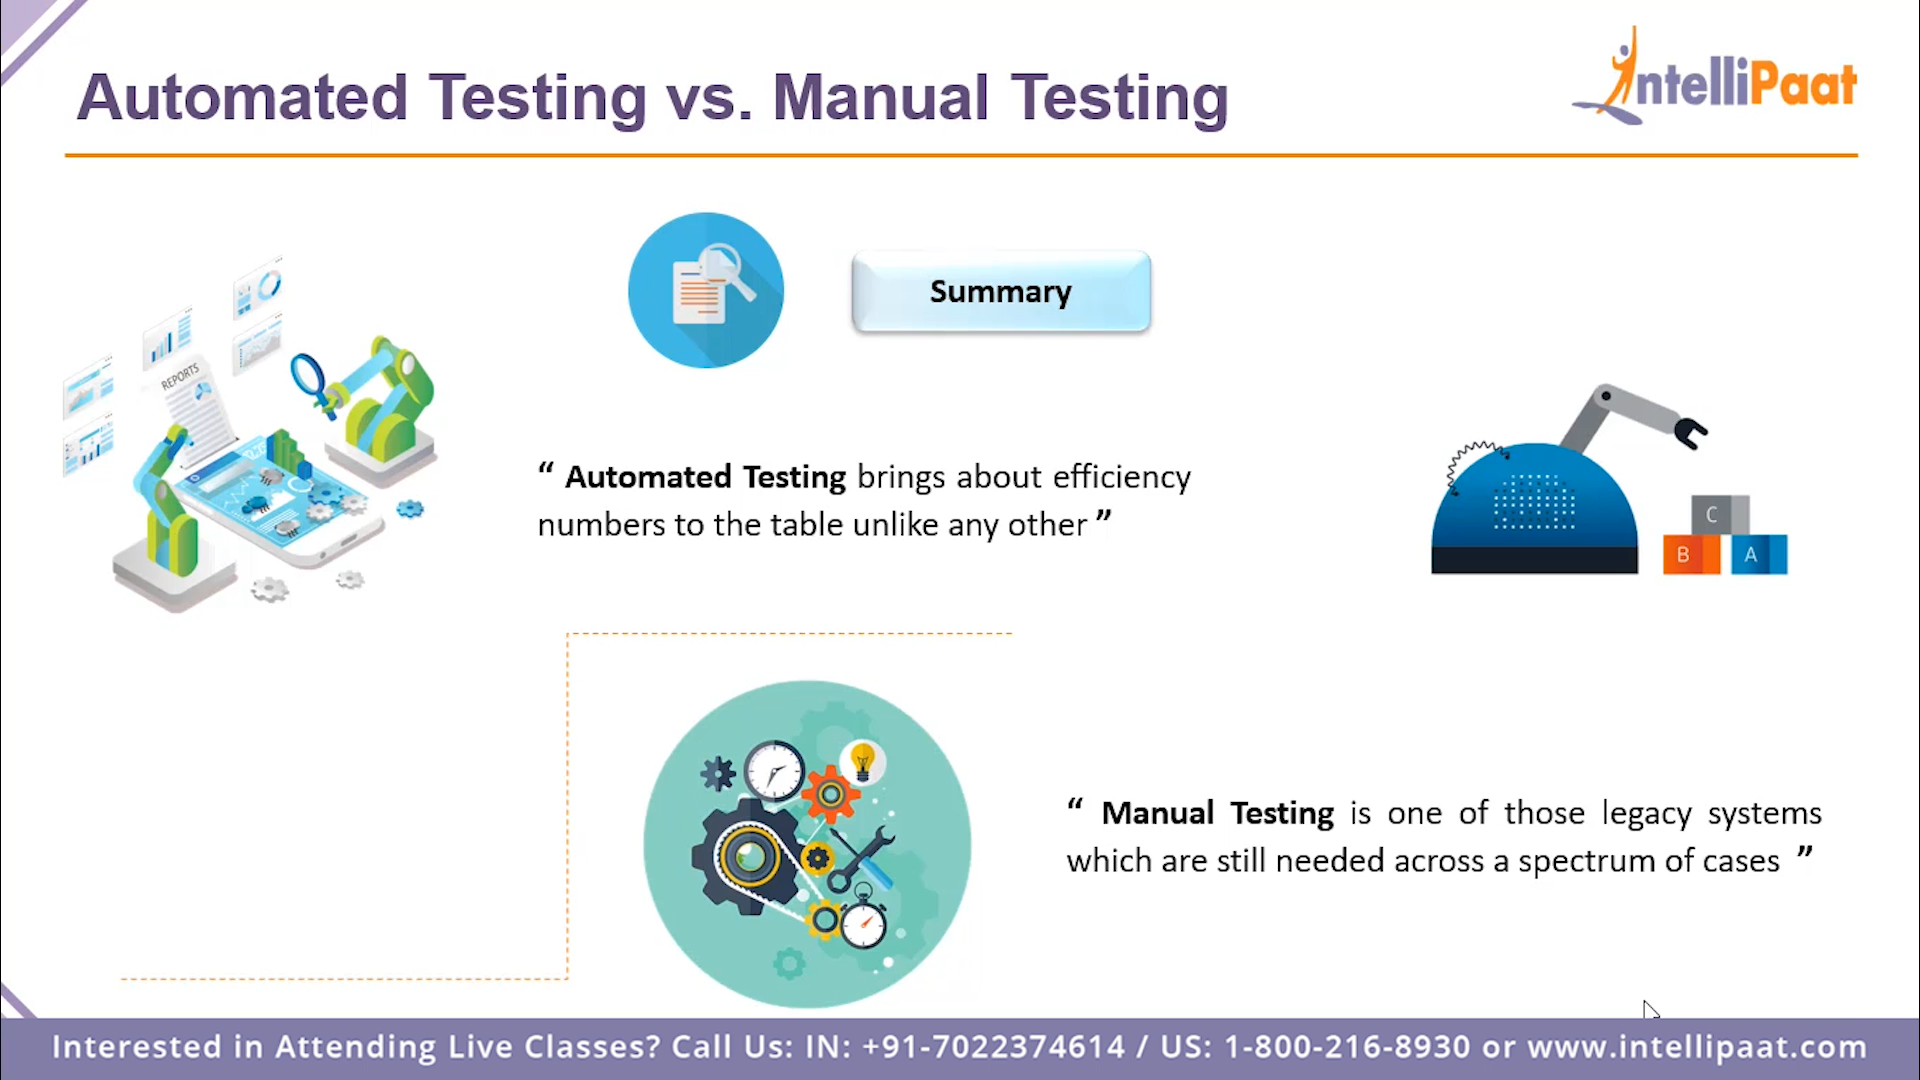 Automated Testing vs. Manual Testing
IntelliPaat
Summary
REPORTS
“ Automated Testing brings about efficiency
numbers to the table unlike any other ”
C
B
A
“ Manual Testing is one of those legacy systems
which are still needed across a spectrum of cases ”
Interested in Attending Live Classes? Call Us: IN: +91-7022374614 / US: 1-800-216-8930 or www.intellipaat.com